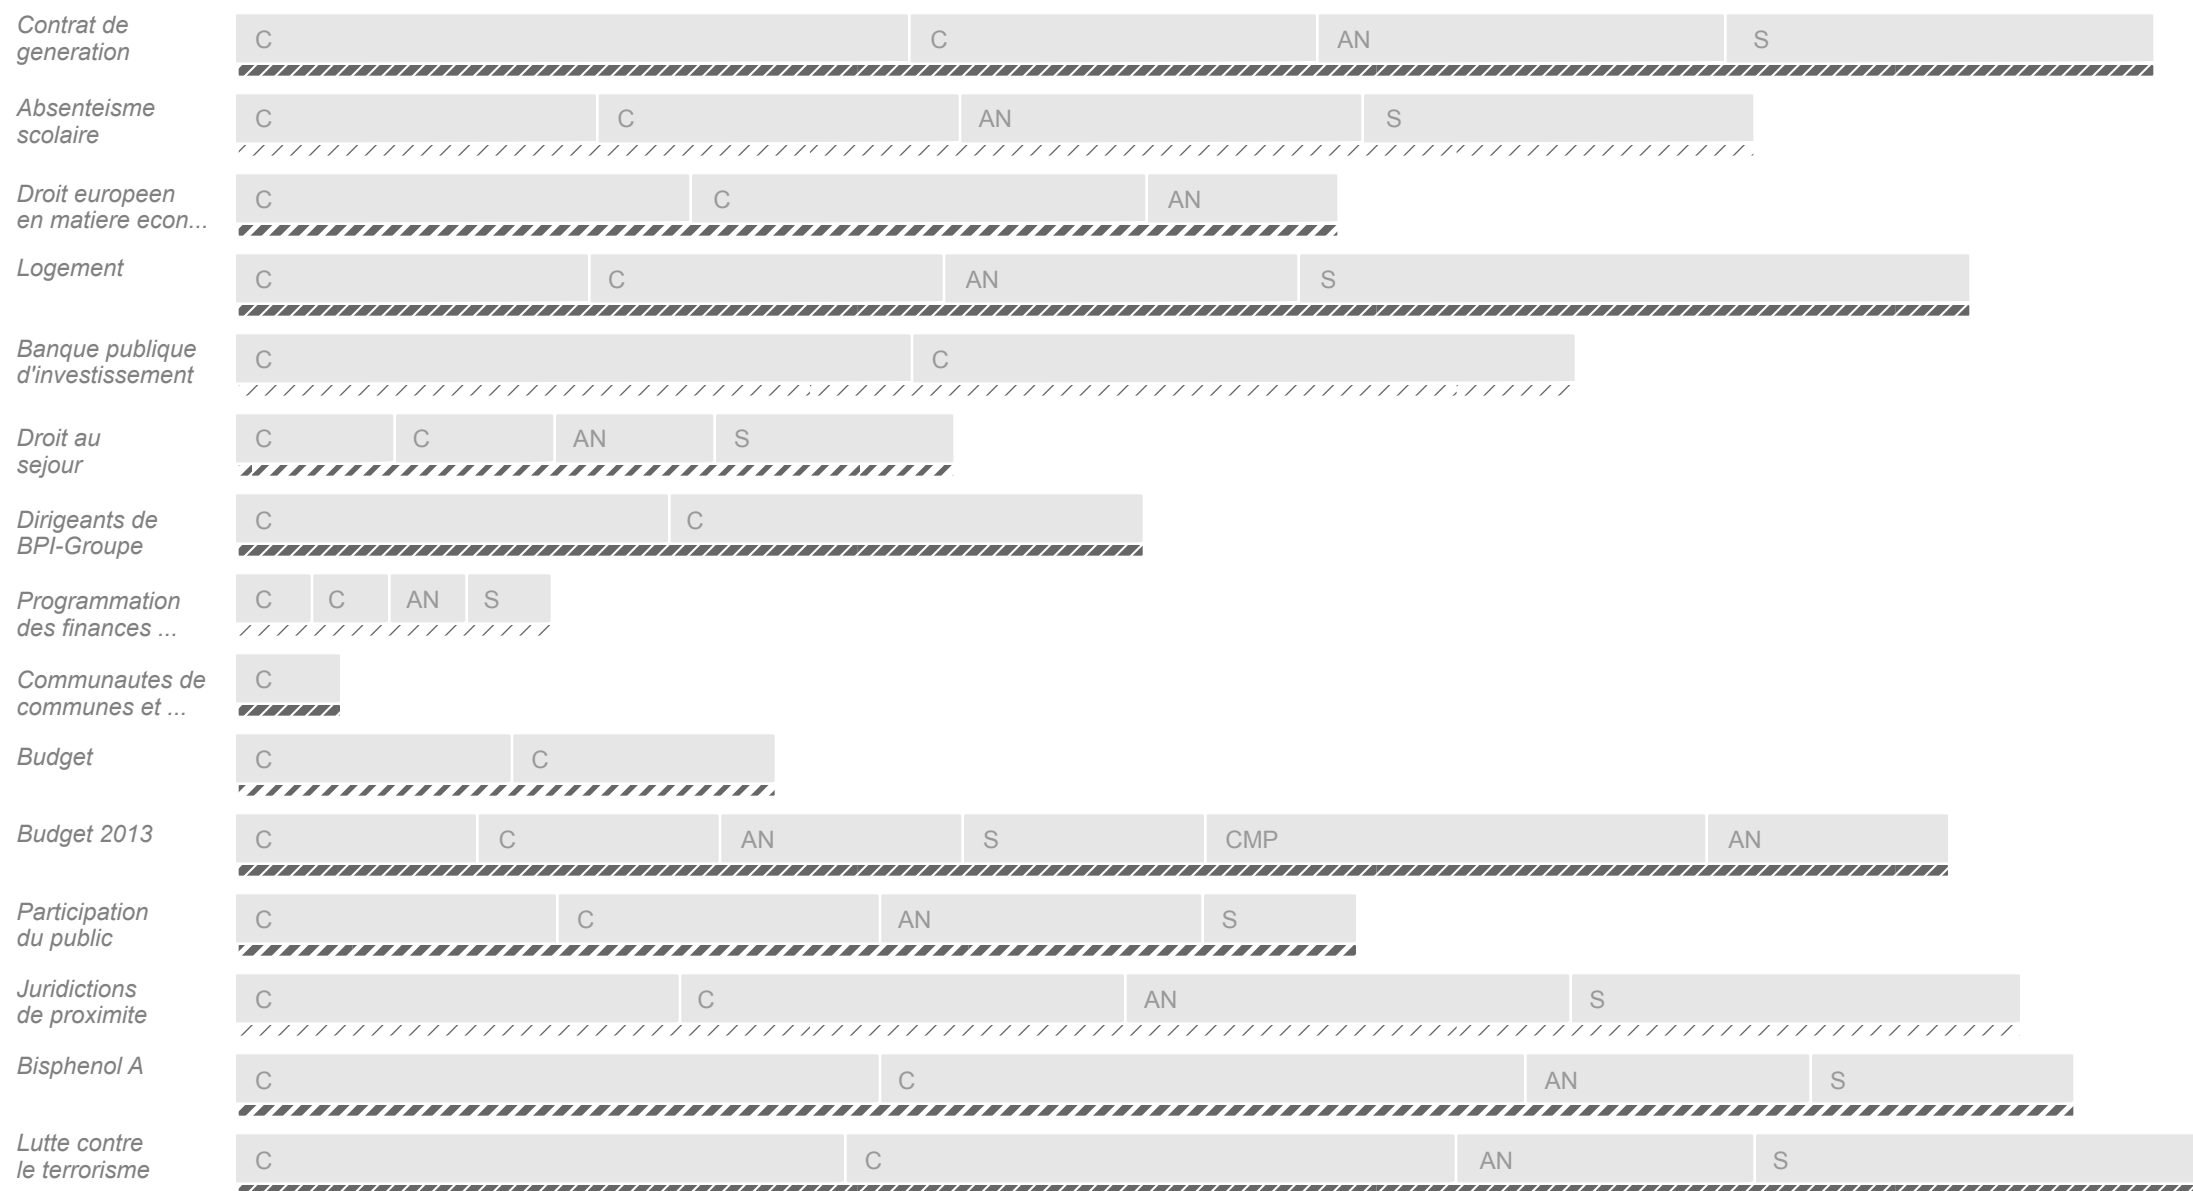 Contrat de
generation
C C AN S
Absenteisme
scolaire
C C AN S
Droit europeen
en matiere econ...
C C AN
Logement
C C AN S
Banque publique
d'investissement
C C
Droit au
sejour
C C AN S
Dirigeants de
BPI-Groupe
C C
Programmation
des finances ...
C C AN S
Communautes de
communes et ...
C
Budget
C C
Budget 2013
C C AN S CMP AN
Participation
du public
C C AN S
Juridictions
de proximite
C C AN S
Bisphenol A
C C AN S
Lutte contre
le terrorisme
C C AN S